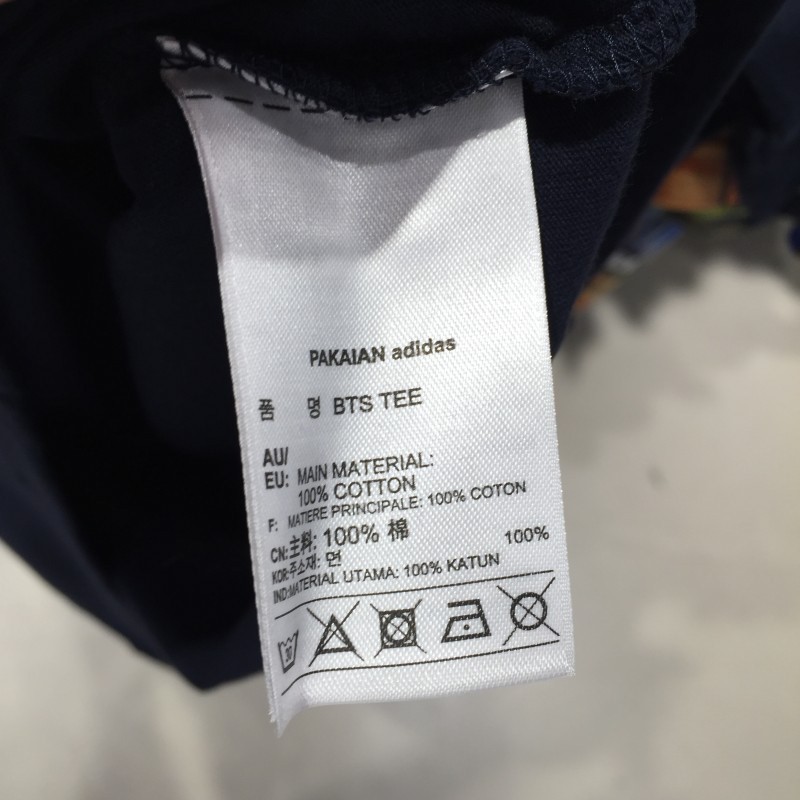 PAKAIAN adidas
품 명 BTS TEE
AU/
EU: MAIN MATERIAL:
100% COTTON
F: MATIERE PRINCIPALE: 100% COTON
CN:主料: 100% 棉
KOR:주소재: 면 100%
IND:MATERIAL UTAMA: 100% KATUN
30